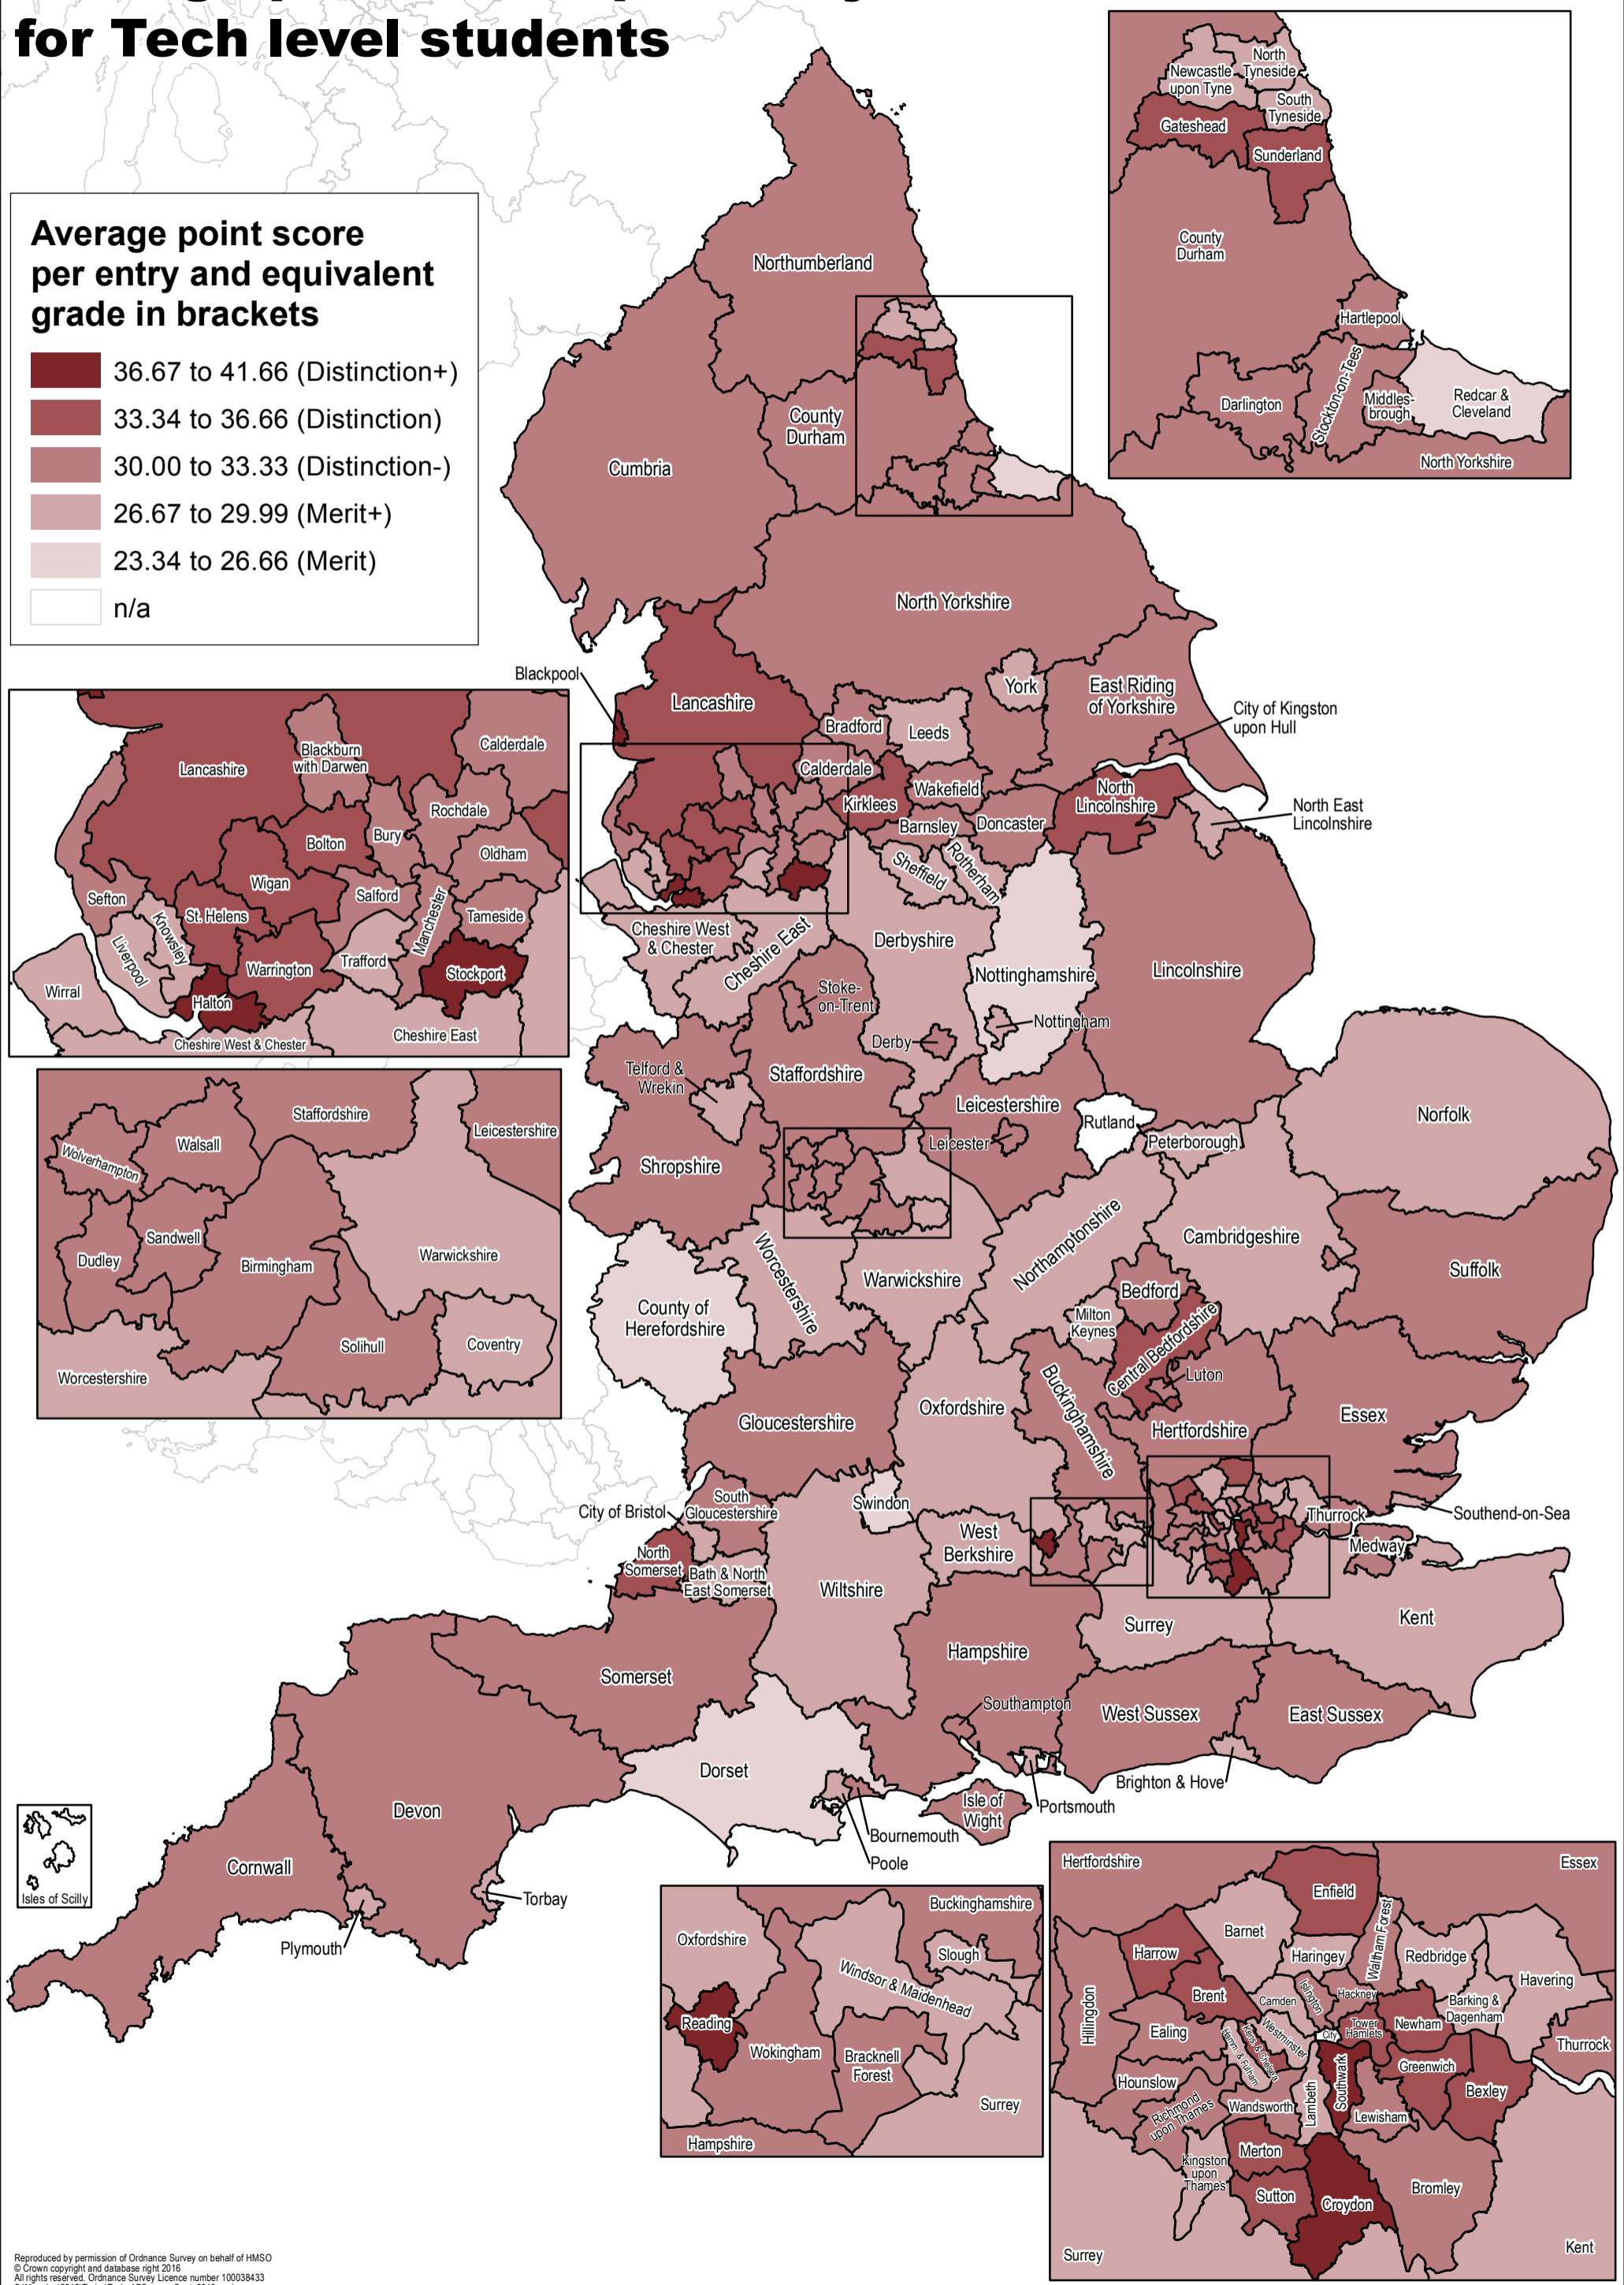 for Tech level students
Average point score
per entry and equivalent
grade in brackets
36.67 to 41.66 (Distinction+)
33.34 to 36.66 (Distinction)
30.00 to 33.33 (Distinction-)
26.67 to 29.99 (Merit+)
23.34 to 26.66 (Merit)
n/a
Newcastle
upon Tyne
North
Tyneside
South
Tyneside
Gateshead
Sunderland
County
Durham
Hartlepool
Stockton-on-Tees
Darlington
Middles-
brough
Redcar &
Cleveland
North Yorkshire
Northumberland
County
Durham
Cumbria
North Yorkshire
Blackpool
Lancashire
York
East Riding
of Yorkshire
City of Kingston
upon Hull
Bradford
Leeds
Calderdale
Kirklees
Wakefield
North
Lincolnshire
North East
Lincolnshire
Barnsley
Doncaster
Sheffield
Rotherham
Cheshire West
& Chester
Cheshire East
Derbyshire
Nottinghamshire
Lincolnshire
Stoke-
on-Trent
Nottingham
Derby
Telford &
Wrekin
Staffordshire
Leicestershire
Rutland
Norfolk
Leicester
Peterborough
Shropshire
Worcestershire
Warwickshire
Northamptonshire
Cambridgeshire
Suffolk
County of
Herefordshire
Bedford
Milton
Keynes
Central Bedfordshire
Luton
Buckinghamshire
Hertfordshire
Essex
Gloucestershire
Oxfordshire
South
Gloucestershire
City of Bristol
Swindon
Thurrock
Southend-on-Sea
North
Somerset
Bath & North
East Somerset
West
Berkshire
Medway
Wiltshire
Kent
Surrey
Hampshire
Somerset
Southampton
West Sussex
East Sussex
Dorset
Brighton & Hove
Isle of
Wight
Portsmouth
Bournemouth
Poole
Devon
Cornwall
Torbay
Plymouth
Isles of Scilly
Lancashire
Blackburn
with Darwen
Calderdale
Rochdale
Bolton
Bury
Oldham
Wigan
Sefton
Salford
St. Helens
Manchester
Tameside
Knowsley
Liverpool
Warrington
Trafford
Stockport
Wirral
Halton
Cheshire West & Chester
Cheshire East
Staffordshire
Leicestershire
Walsall
Wolverhampton
Sandwell
Dudley
Birmingham
Warwickshire
Solihull
Coventry
Worcestershire
Buckinghamshire
Oxfordshire
Slough
Windsor & Maidenhead
Reading
Wokingham
Bracknell
Forest
Surrey
Hampshire
Hertfordshire
Essex
Enfield
Barnet
Waltham Forest
Harrow
Haringey
Redbridge
Havering
Brent
Camden
Islington
Hackney
Barking &
Dagenham
Hillingdon
Ealing
Westminster
City
Tower
Hamlets
Newham
Thurrock
Hamm. & Fulham
Kens. & Chelsea
Southwark
Greenwich
Hounslow
Bexley
Richmond
upon Thames
Wandsworth
Lambeth
Lewisham
Merton
Kingston
upon
Thames
Sutton
Croydon
Bromley
Surrey
Kent
Reproduced by permission of Ordnance Survey on behalf of HMSO
© Crown copyright and database right 2016
All rights reserved. Ordnance Survey Licence number 100038433